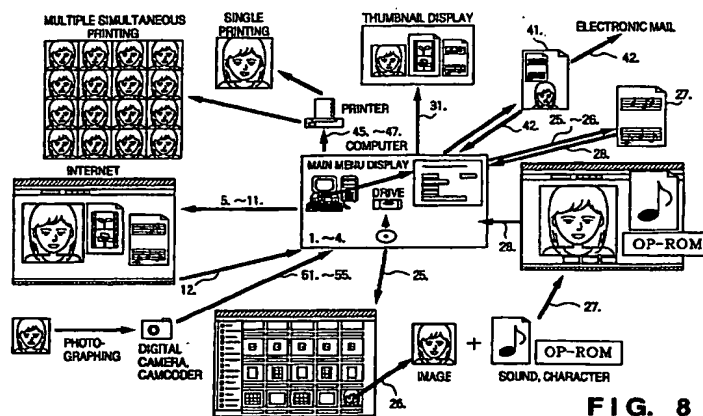 MULTIPLE SIMULTANEOUS
PRINTING
SINGLE
PRINTING
THUMBNAIL DISPLAY
41.
ELECTRONIC MAIL
42.
27.
PRINTER
45. ~47.
COMPUTER
31.
42.
25. ~26.
28.
MAIN MENU DISPLAY
DRIVE
1. ~4.
INTERNET
5. ~11.
28.
OP-ROM
12.
51. ~55.
25.
27.
PHOTO-
GRAPHING
DIGITAL
CAMERA,
CAMCODER
26.
IMAGE
+
OP-ROM
SOUND, CHARACTER
FIG. 8